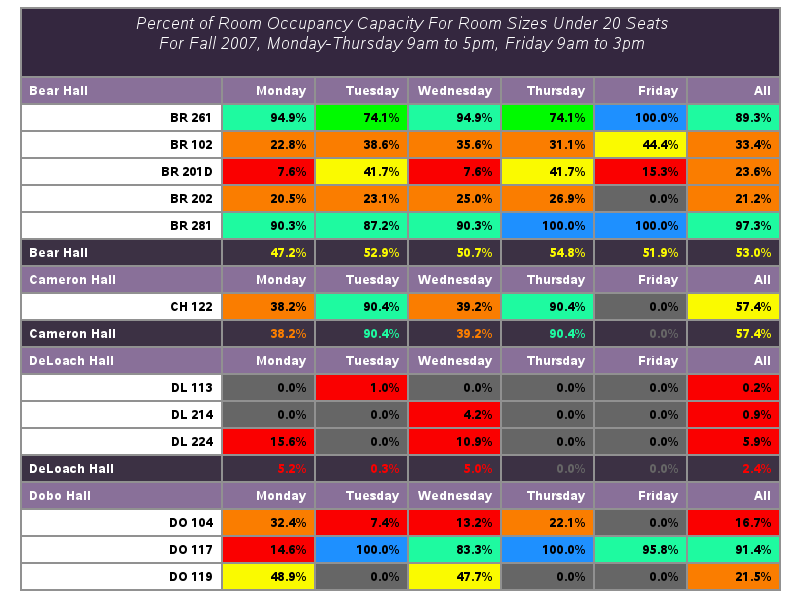 Percent of Room Occupancy Capacity For Room Sizes Under 20 Seats
For Fall 2007, Monday-Thursday 9am to 5pm, Friday 9am to 3pm
Bear Hall Monday Tuesday Wednesday Thursday Friday All
BR 261 94.9% 74.1% 94.9% 74.1% 100.0% 89.3%
BR 102 22.8% 38.6% 35.6% 31.1% 44.4% 33.4%
BR 201D 7.6% 41.7% 7.6% 41.7% 15.3% 23.6%
BR 202 20.5% 23.1% 25.0% 26.9% 0.0% 21.2%
BR 281 90.3% 87.2% 90.3% 100.0% 100.0% 97.3%
Bear Hall 47.2% 52.9% 50.7% 54.8% 51.9% 53.0%
Cameron Hall Monday Tuesday Wednesday Thursday Friday All
CH 122 38.2% 90.4% 39.2% 90.4% 0.0% 57.4%
Cameron Hall 38.2% 90.4% 39.2% 90.4% 0.0% 57.4%
DeLoach Hall Monday Tuesday Wednesday Thursday Friday All
DL 113 0.0% 1.0% 0.0% 0.0% 0.0% 0.2%
DL 214 0.0% 0.0% 4.2% 0.0% 0.0% 0.9%
DL 224 15.6% 0.0% 10.9% 0.0% 0.0% 5.9%
DeLoach Hall 5.2% 0.3% 5.0% 0.0% 0.0% 2.4%
Dobo Hall Monday Tuesday Wednesday Thursday Friday All
DO 104 32.4% 7.4% 13.2% 22.1% 0.0% 16.7%
DO 117 14.6% 100.0% 83.3% 100.0% 95.8% 91.4%
DO 119 48.9% 0.0% 47.7% 0.0% 0.0% 21.5%